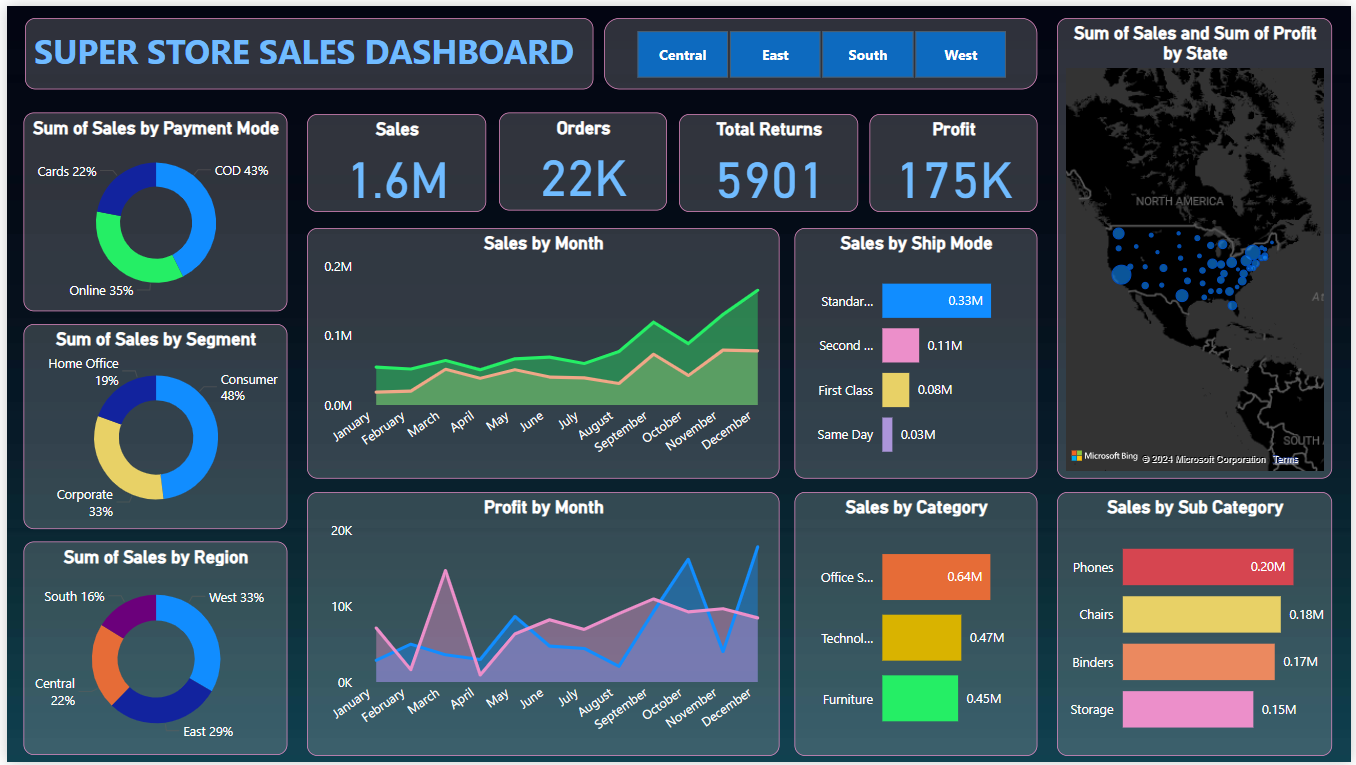 SUPER STORE SALES DASHBOARD
Central
East
South
West
Sum of Sales and Sum of Profit
by State
NORTH AMERICA
At
SOUTH
Microsoft Bing
© 2024 Microsoft Corporation
Terms
Sum of Sales by Payment Mode
Cards 22%
COD 43%
Online 35%
Sales
1.6M
Orders
22K
Total Returns
5901
Profit
175K
Sum of Sales by Segment
Home Office
19%
Consumer
48%
Corporate
33%
Sales by Month
0.2M
0.1M
0.0M
January
February
March
April
May
June
July
August
September
October
November
December
Sales by Ship Mode
Standar... 0.33M
Second ... 0.11M
First Class 0.08M
Same Day 0.03M
Sum of Sales by Region
South 16%
West 33%
Central
22%
East 29%
Profit by Month
20K
10K
0K
January
February
March
April
May
June
July
August
September
October
November
December
Sales by Category
Office S... 0.64M
Technol... 0.47M
Furniture 0.45M
Sales by Sub Category
Phones 0.20M
Chairs 0.18M
Binders 0.17M
Storage 0.15M